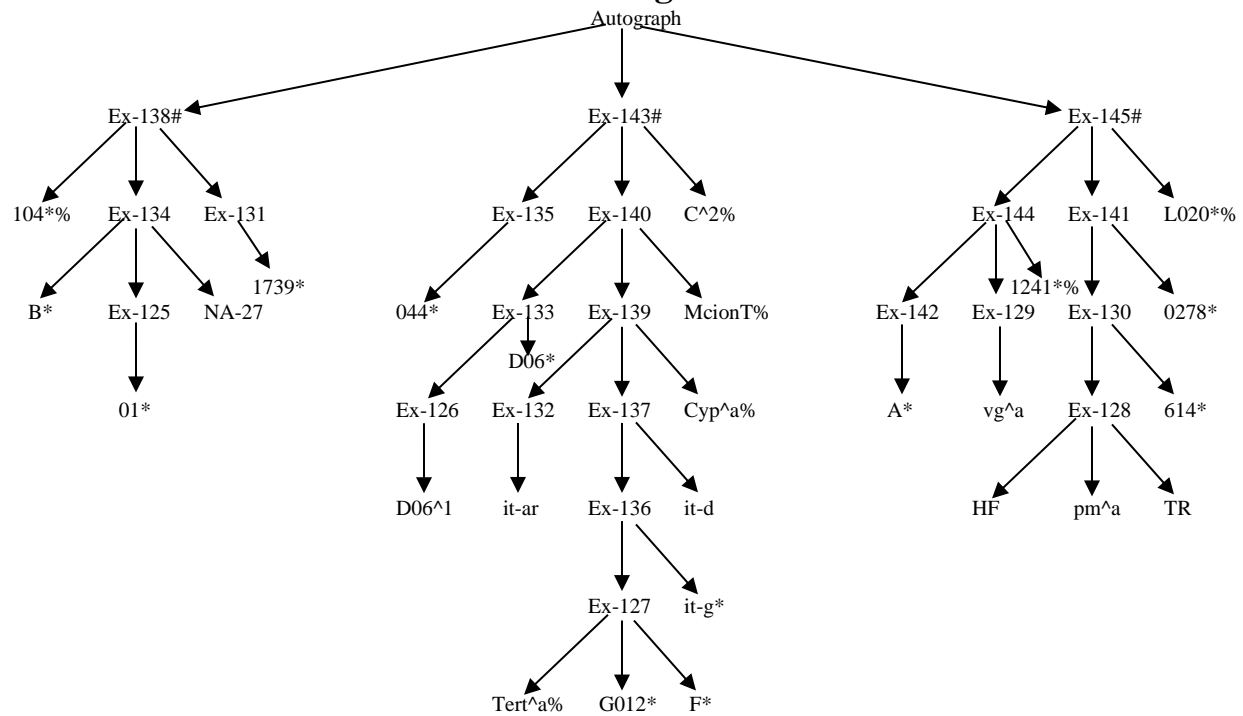 Autograph
Ex-138# Ex-143# Ex-145#
104*% Ex-134 Ex-131 Ex-135 Ex-140 C^2% Ex-144 Ex-141 L020*%
1739* 1241*%
B* Ex-125 NA-27 044* Ex-133 Ex-139 McionT% Ex-142 Ex-129 Ex-130 0278*
D06*
01* Ex-126 Ex-132 Ex-137 Cyp^a% A* vg^a Ex-128 614*
D06^1 it-ar Ex-136 it-d HF pm^a TR
Ex-127 it-g*
Tert^a% G012* F*